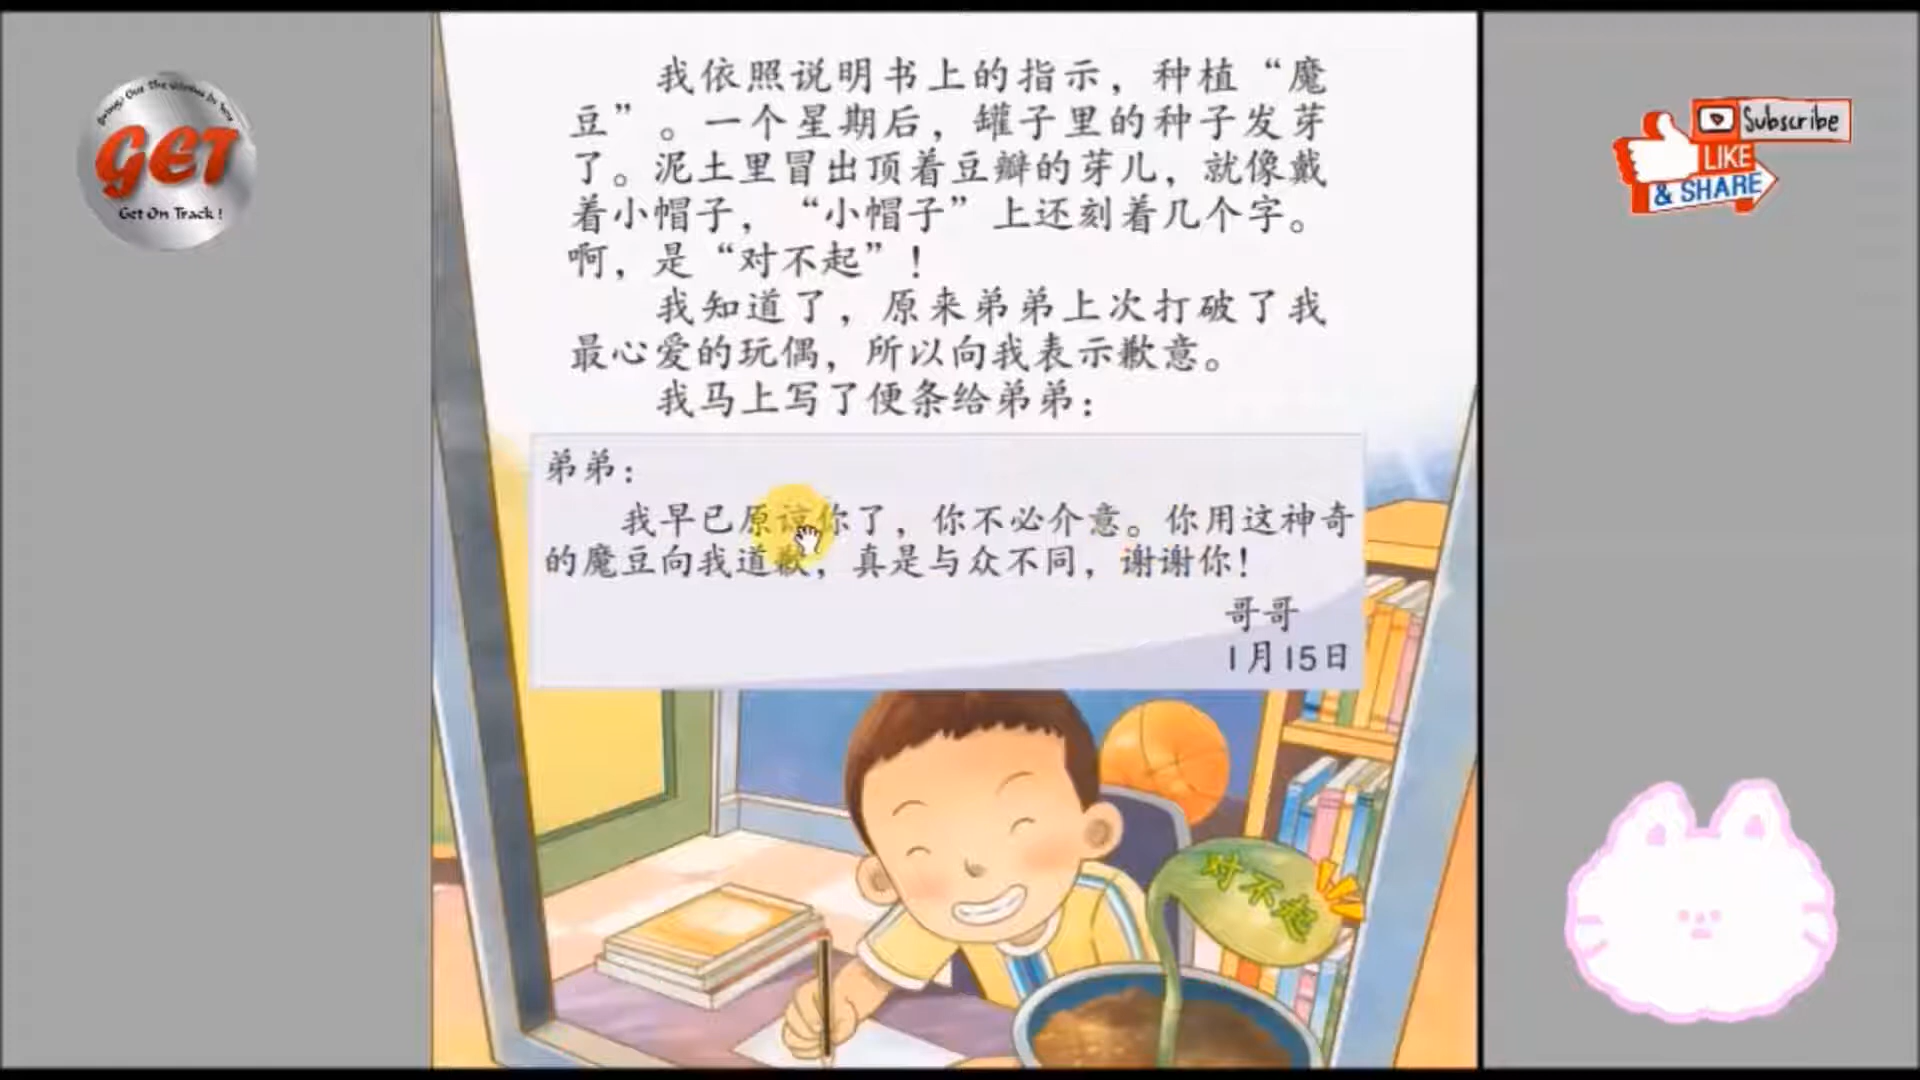 我依照说明书上的指示，种植“魔
豆”。一个星期后，罐子里的种子发芽
了。泥土里冒出顶着豆瓣的芽儿，就像戴
着小帽子，“小帽子”上还刻着几个字。
啊，是“对不起”！
我知道了，原来弟弟上次打破了我
最心爱的玩偶，所以向我表示歉意。
我马上写了便条给弟弟：
弟弟：
我早已原谅你了，你不必介意。你用这神奇
的魔豆向我道歉，真是与众不同，谢谢你！
哥哥
1月15日
对不起
GET
Get On Track !
Subscribe
LIKE
& SHARE